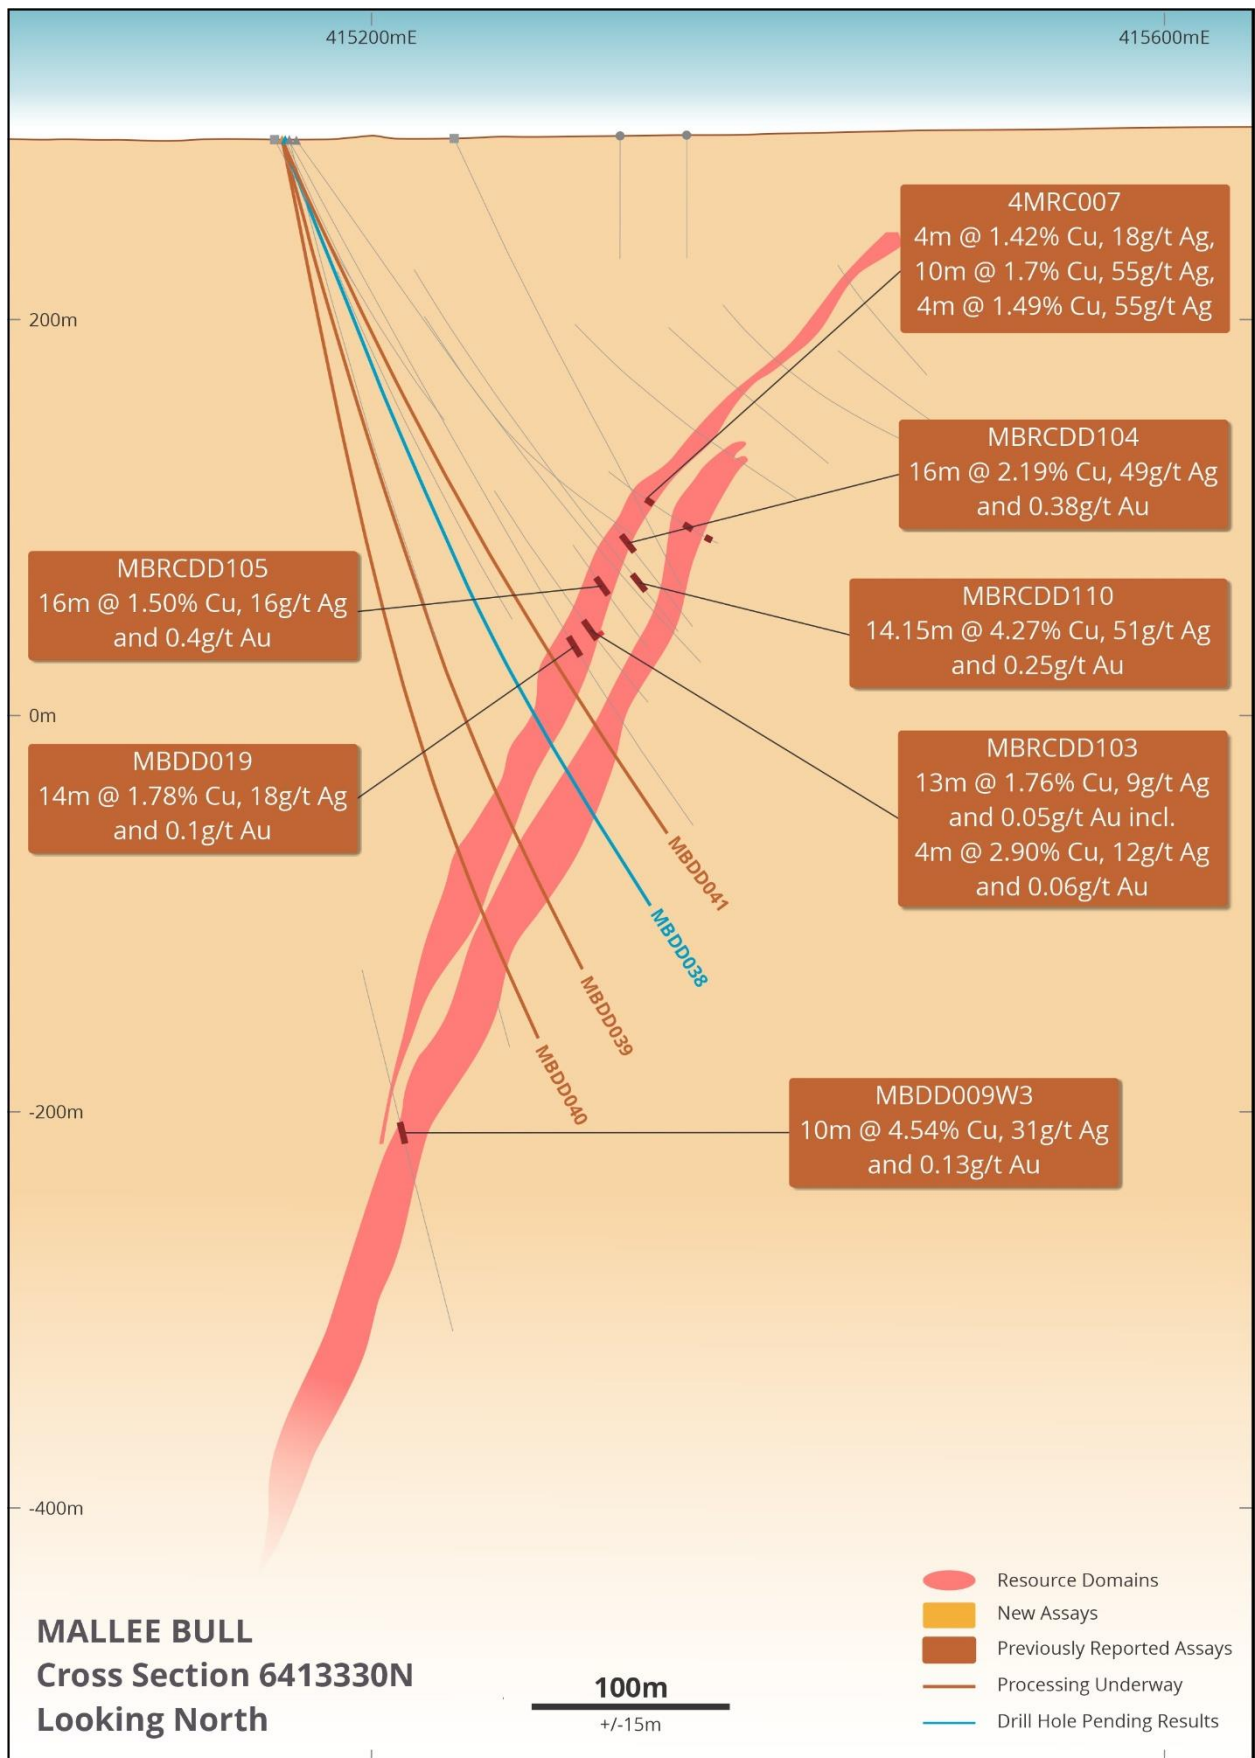 415200mE
415600mE
4MRC007
4m @ 1.42% Cu, 18g/t Ag,
10m @ 1.7% Cu, 55g/t Ag,
4m @ 1.49% Cu, 55g/t Ag
200m
MBRCDD104
16m @ 2.19% Cu, 49g/t Ag
and 0.38g/t Au
MBRCDD105
16m @ 1.50% Cu, 16g/t Ag
and 0.4g/t Au
MBRCDD110
14.15m @ 4.27% Cu, 51g/t Ag
and 0.25g/t Au
0m
MBDD019
14m @ 1.78% Cu, 18g/t Ag
and 0.1g/t Au
MBRCDD103
13m @ 1.76% Cu, 9g/t Ag
and 0.05g/t Au incl.
4m @ 2.90% Cu, 12g/t Ag
and 0.06g/t Au
MBDD041
MBDD038
MBDD039
MBDD040
-200m
MBDD009W3
10m @ 4.54% Cu, 31g/t Ag
and 0.13g/t Au
-400m
MALLEE BULL
Cross Section 6413330N
Looking North
100m
+/-15m
Resource Domains
New Assays
Previously Reported Assays
Processing Underway
Drill Hole Pending Results